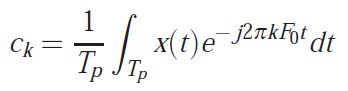 $c_k = \frac{1}{T_p} \int_{T_p} x(t) e^{-j2\pi k F_0 t} dt$